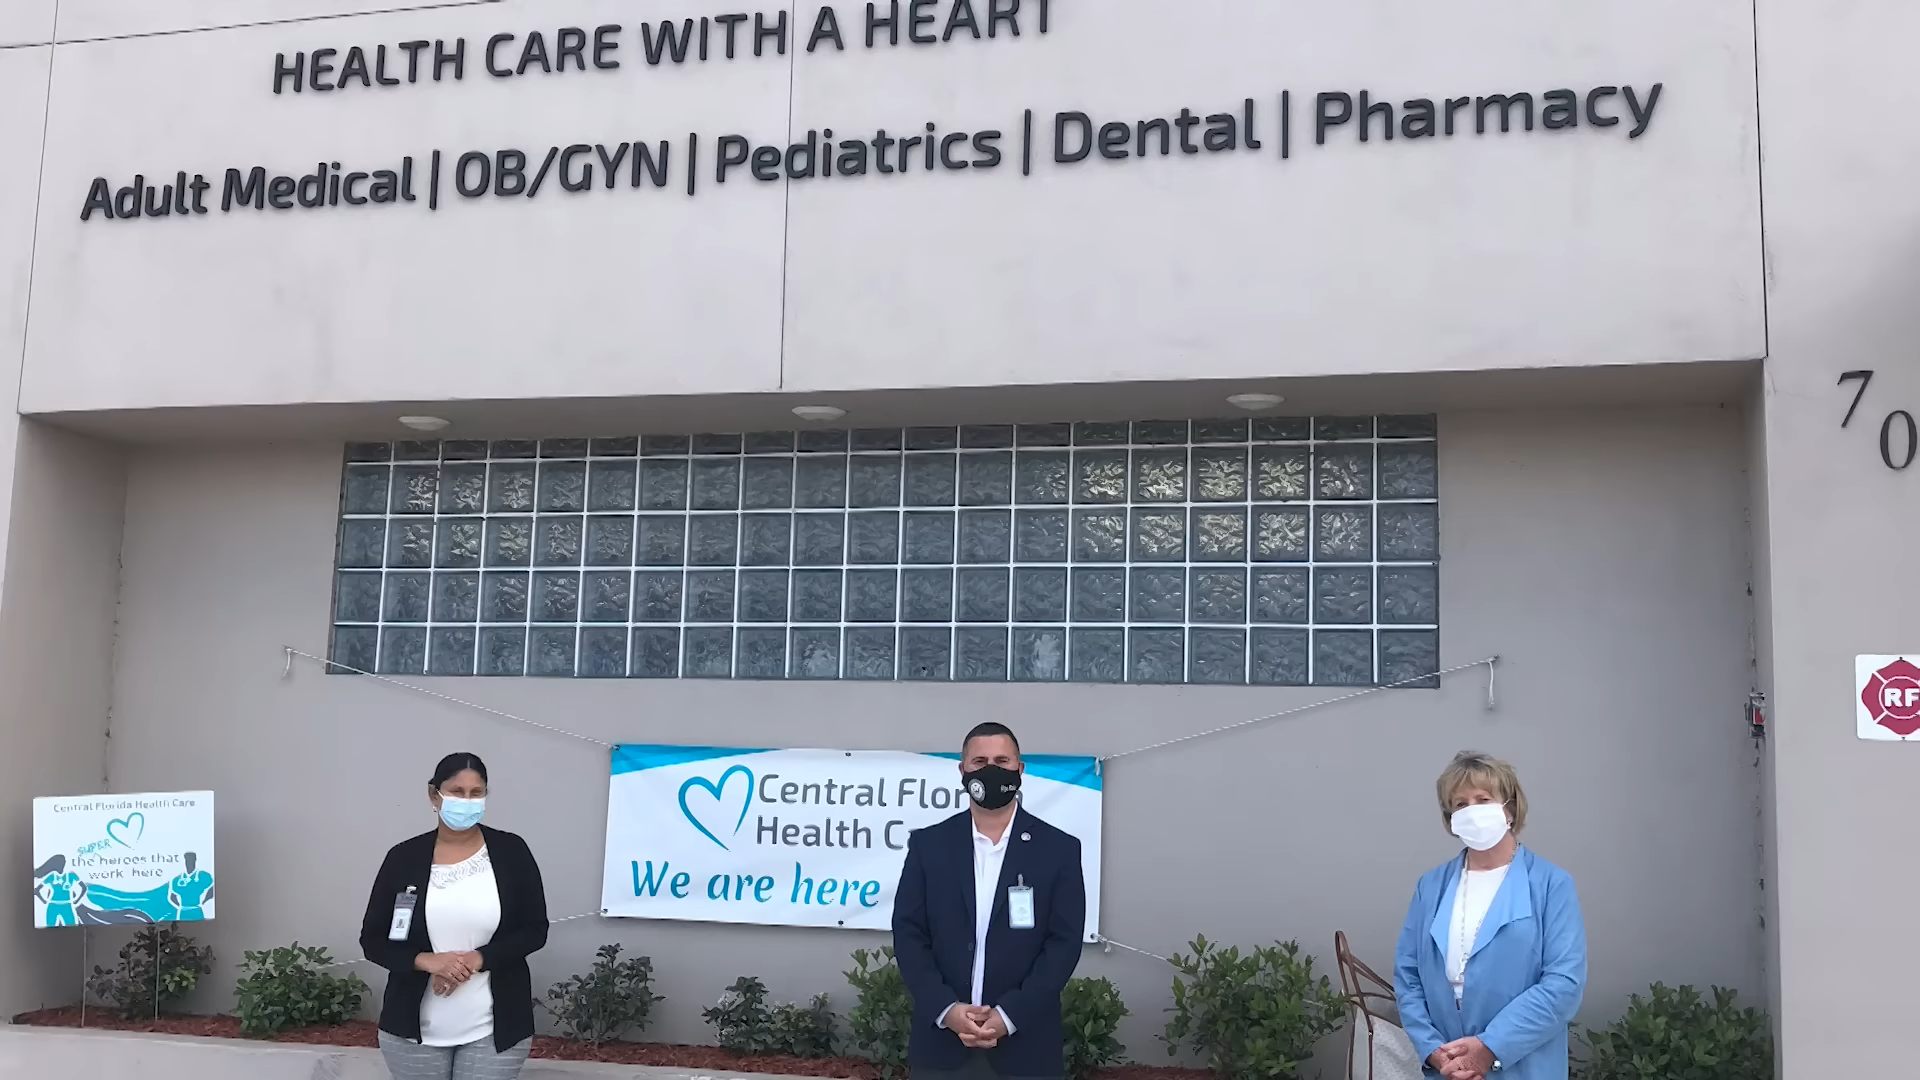 HEALTH CARE WITH A HEART
Adult Medical | OB/GYN | Pediatrics | Dental | Pharmacy
70
RF
Central Florida
Health Ca
We are here
Central Florida Health Care
SUPER
the heroes that
work here